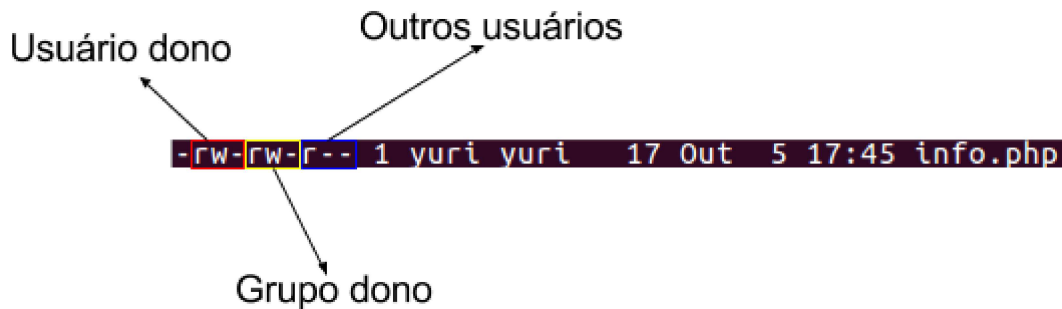 Outros usuários
Usuário dono
-rw-rw-r-- 1 yuri yuri 17 Out 5 17:45 info.php
Grupo dono